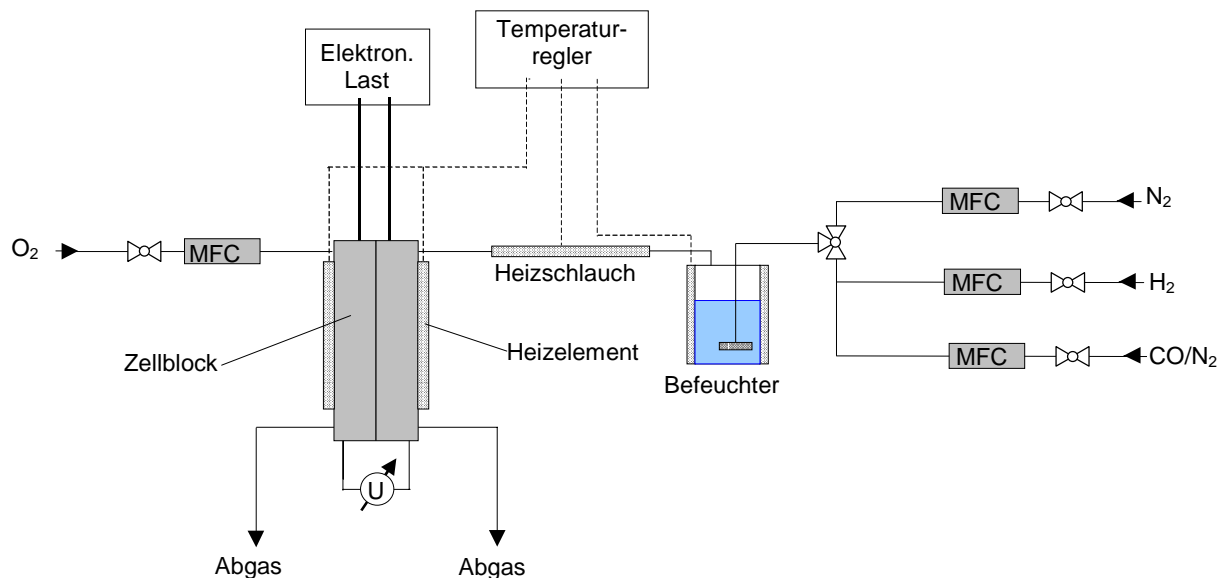 Elektron.
Last
Temperatur-
regler
O₂
MFC
Heizschlauch
MFC
N₂
MFC
H₂
MFC
CO/N₂
Zellblock
Heizelement
Befeuchter
U
Abgas
Abgas